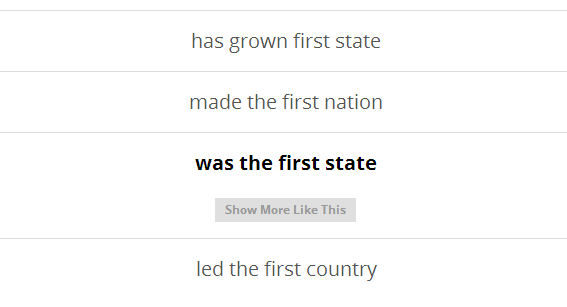 has grown first state
made the first nation
was the first state
Show More Like This
led the first country